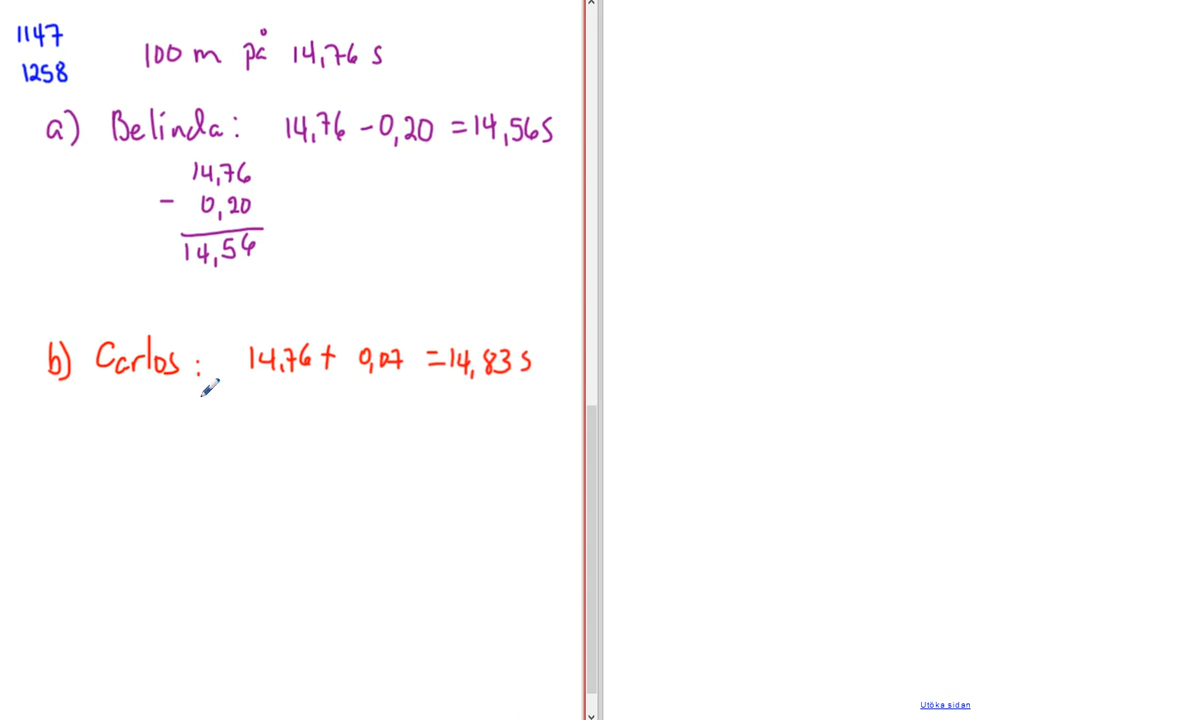 1147
1258
100 m på 14,76 s
a) Belinda: 14,76 - 0,20 = 14,56 s
14,76
- 0,20
14,56
b) Carlos: 14,76 + 0,07 = 14,83 s
Utöka sidan